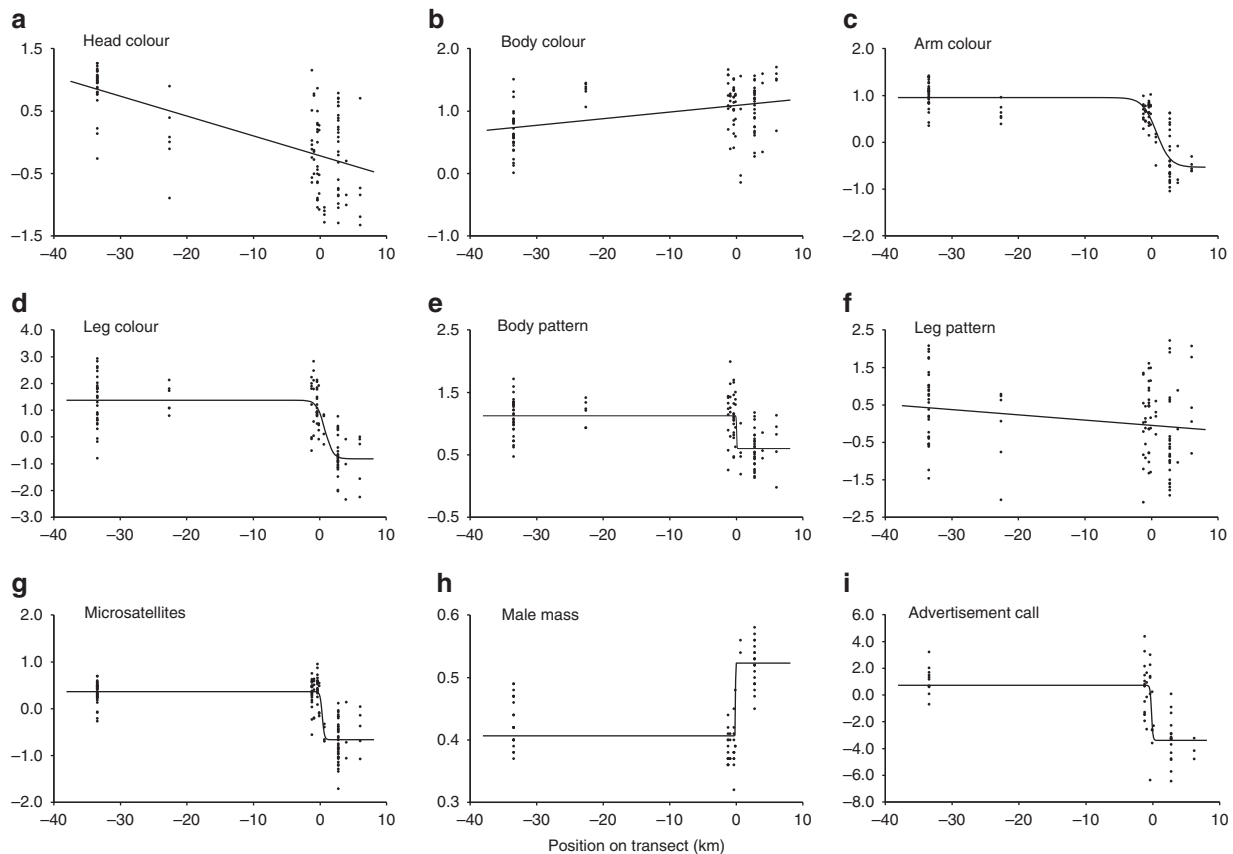 a
Head colour
1.5
0.5
–0.5
–1.5
–40 –30 –20 –10 0 10
b
Body colour
2.0
1.0
0.0
–1.0
–40 –30 –20 –10 0 10
c
Arm colour
2.0
1.0
0.0
–1.0
–2.0
–40 –30 –20 –10 0 10
d
Leg colour
4.0
3.0
2.0
1.0
0.0
–1.0
–2.0
–3.0
–40 –30 –20 –10 0 10
e
Body pattern
2.5
1.5
0.5
–0.5
–40 –30 –20 –10 0 10
f
Leg pattern
2.5
1.5
0.5
–0.5
–1.5
–2.5
–40 –30 –20 –10 0 10
g
Microsatellites
2.0
1.0
0.0
–1.0
–2.0
–40 –30 –20 –10 0 10
h
Male mass
0.6
0.5
0.4
0.3
–40 –30 –20 –10 0 10
i
Advertisement call
6.0
4.0
2.0
0.0
–2.0
–4.0
–6.0
–8.0
–40 –30 –20 –10 0 10
Position on transect (km)